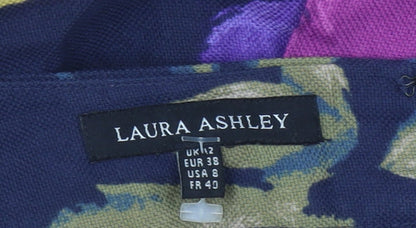 LAURA ASHLEY
UK 12
EUR 38
USA 8
FR 40